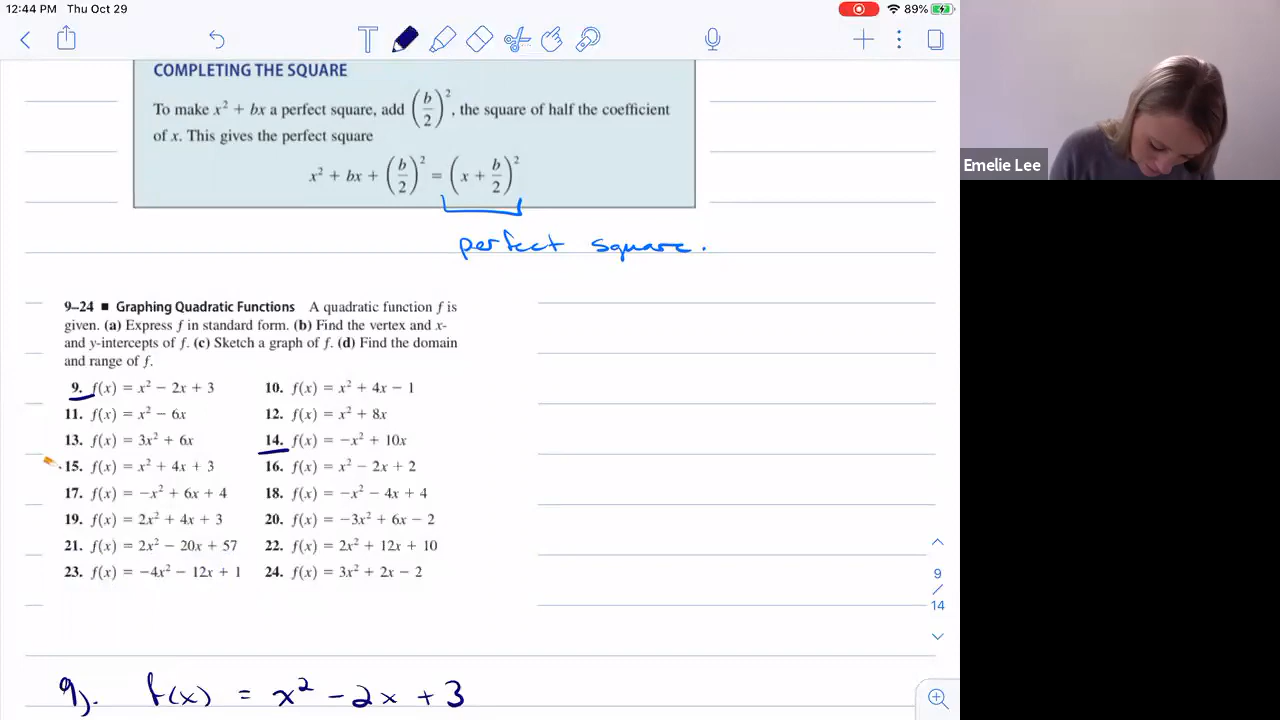 12:44 PM Thu Oct 29 89%
T
COMPLETING THE SQUARE
To make x² + bx a perfect square, add (b/2)², the square of half the coefficient
of x. This gives the perfect square
x² + bx + (b/2)² = (x + b/2)²
perfect square.
Emelie Lee
9–24 ■ Graphing Quadratic Functions A quadratic function f is
given. (a) Express f in standard form. (b) Find the vertex and x-
and y-intercepts of f. (c) Sketch a graph of f. (d) Find the domain
and range of f.
9. f(x) = x² − 2x + 3 10. f(x) = x² + 4x − 1
11. f(x) = x² − 6x 12. f(x) = x² + 8x
13. f(x) = 3x² + 6x 14. f(x) = −x² + 10x
15. f(x) = x² + 4x + 3 16. f(x) = x² − 2x + 2
17. f(x) = −x² + 6x + 4 18. f(x) = −x² − 4x + 4
19. f(x) = 2x² + 4x + 3 20. f(x) = −3x² + 6x − 2
21. f(x) = 2x² − 20x + 57 22. f(x) = 2x² + 12x + 10
23. f(x) = −4x² − 12x + 1 24. f(x) = 3x² + 2x − 2
9
/
14
9). f(x) = x² − 2x + 3